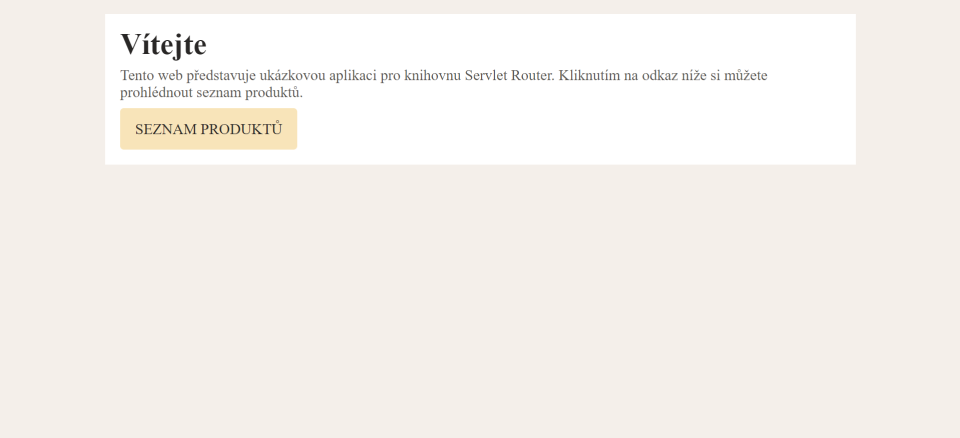 Vítejte
Tento web představuje ukázkovou aplikaci pro knihovnu Servlet Router. Kliknutím na odkaz níže si můžete
prohlédnout seznam produktů.
SEZNAM PRODUKTŮ